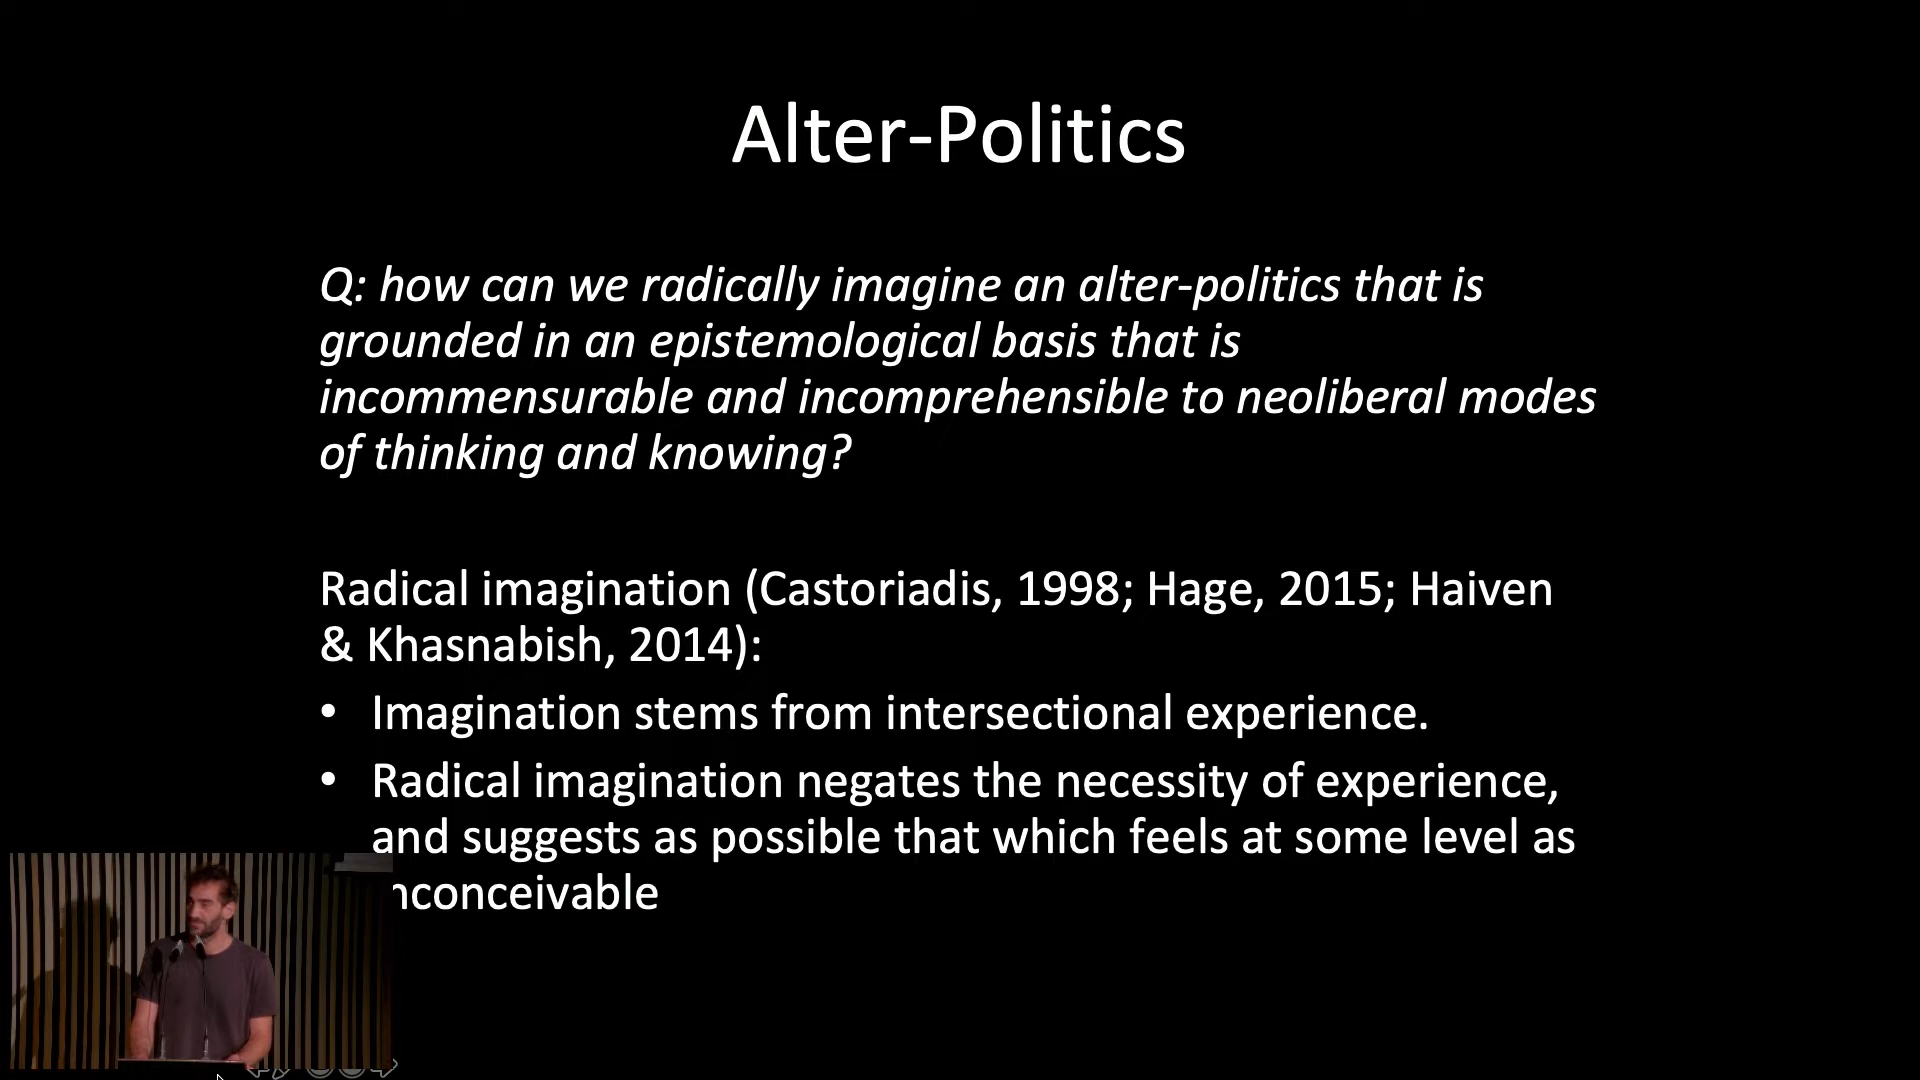 Alter-Politics
Q: how can we radically imagine an alter-politics that is
grounded in an epistemological basis that is
incommensurable and incomprehensible to neoliberal modes
of thinking and knowing?
Radical imagination (Castoriadis, 1998; Hage, 2015; Haiven
& Khasnabish, 2014):
• Imagination stems from intersectional experience.
• Radical imagination negates the necessity of experience,
and suggests as possible that which feels at some level as
nconceivable